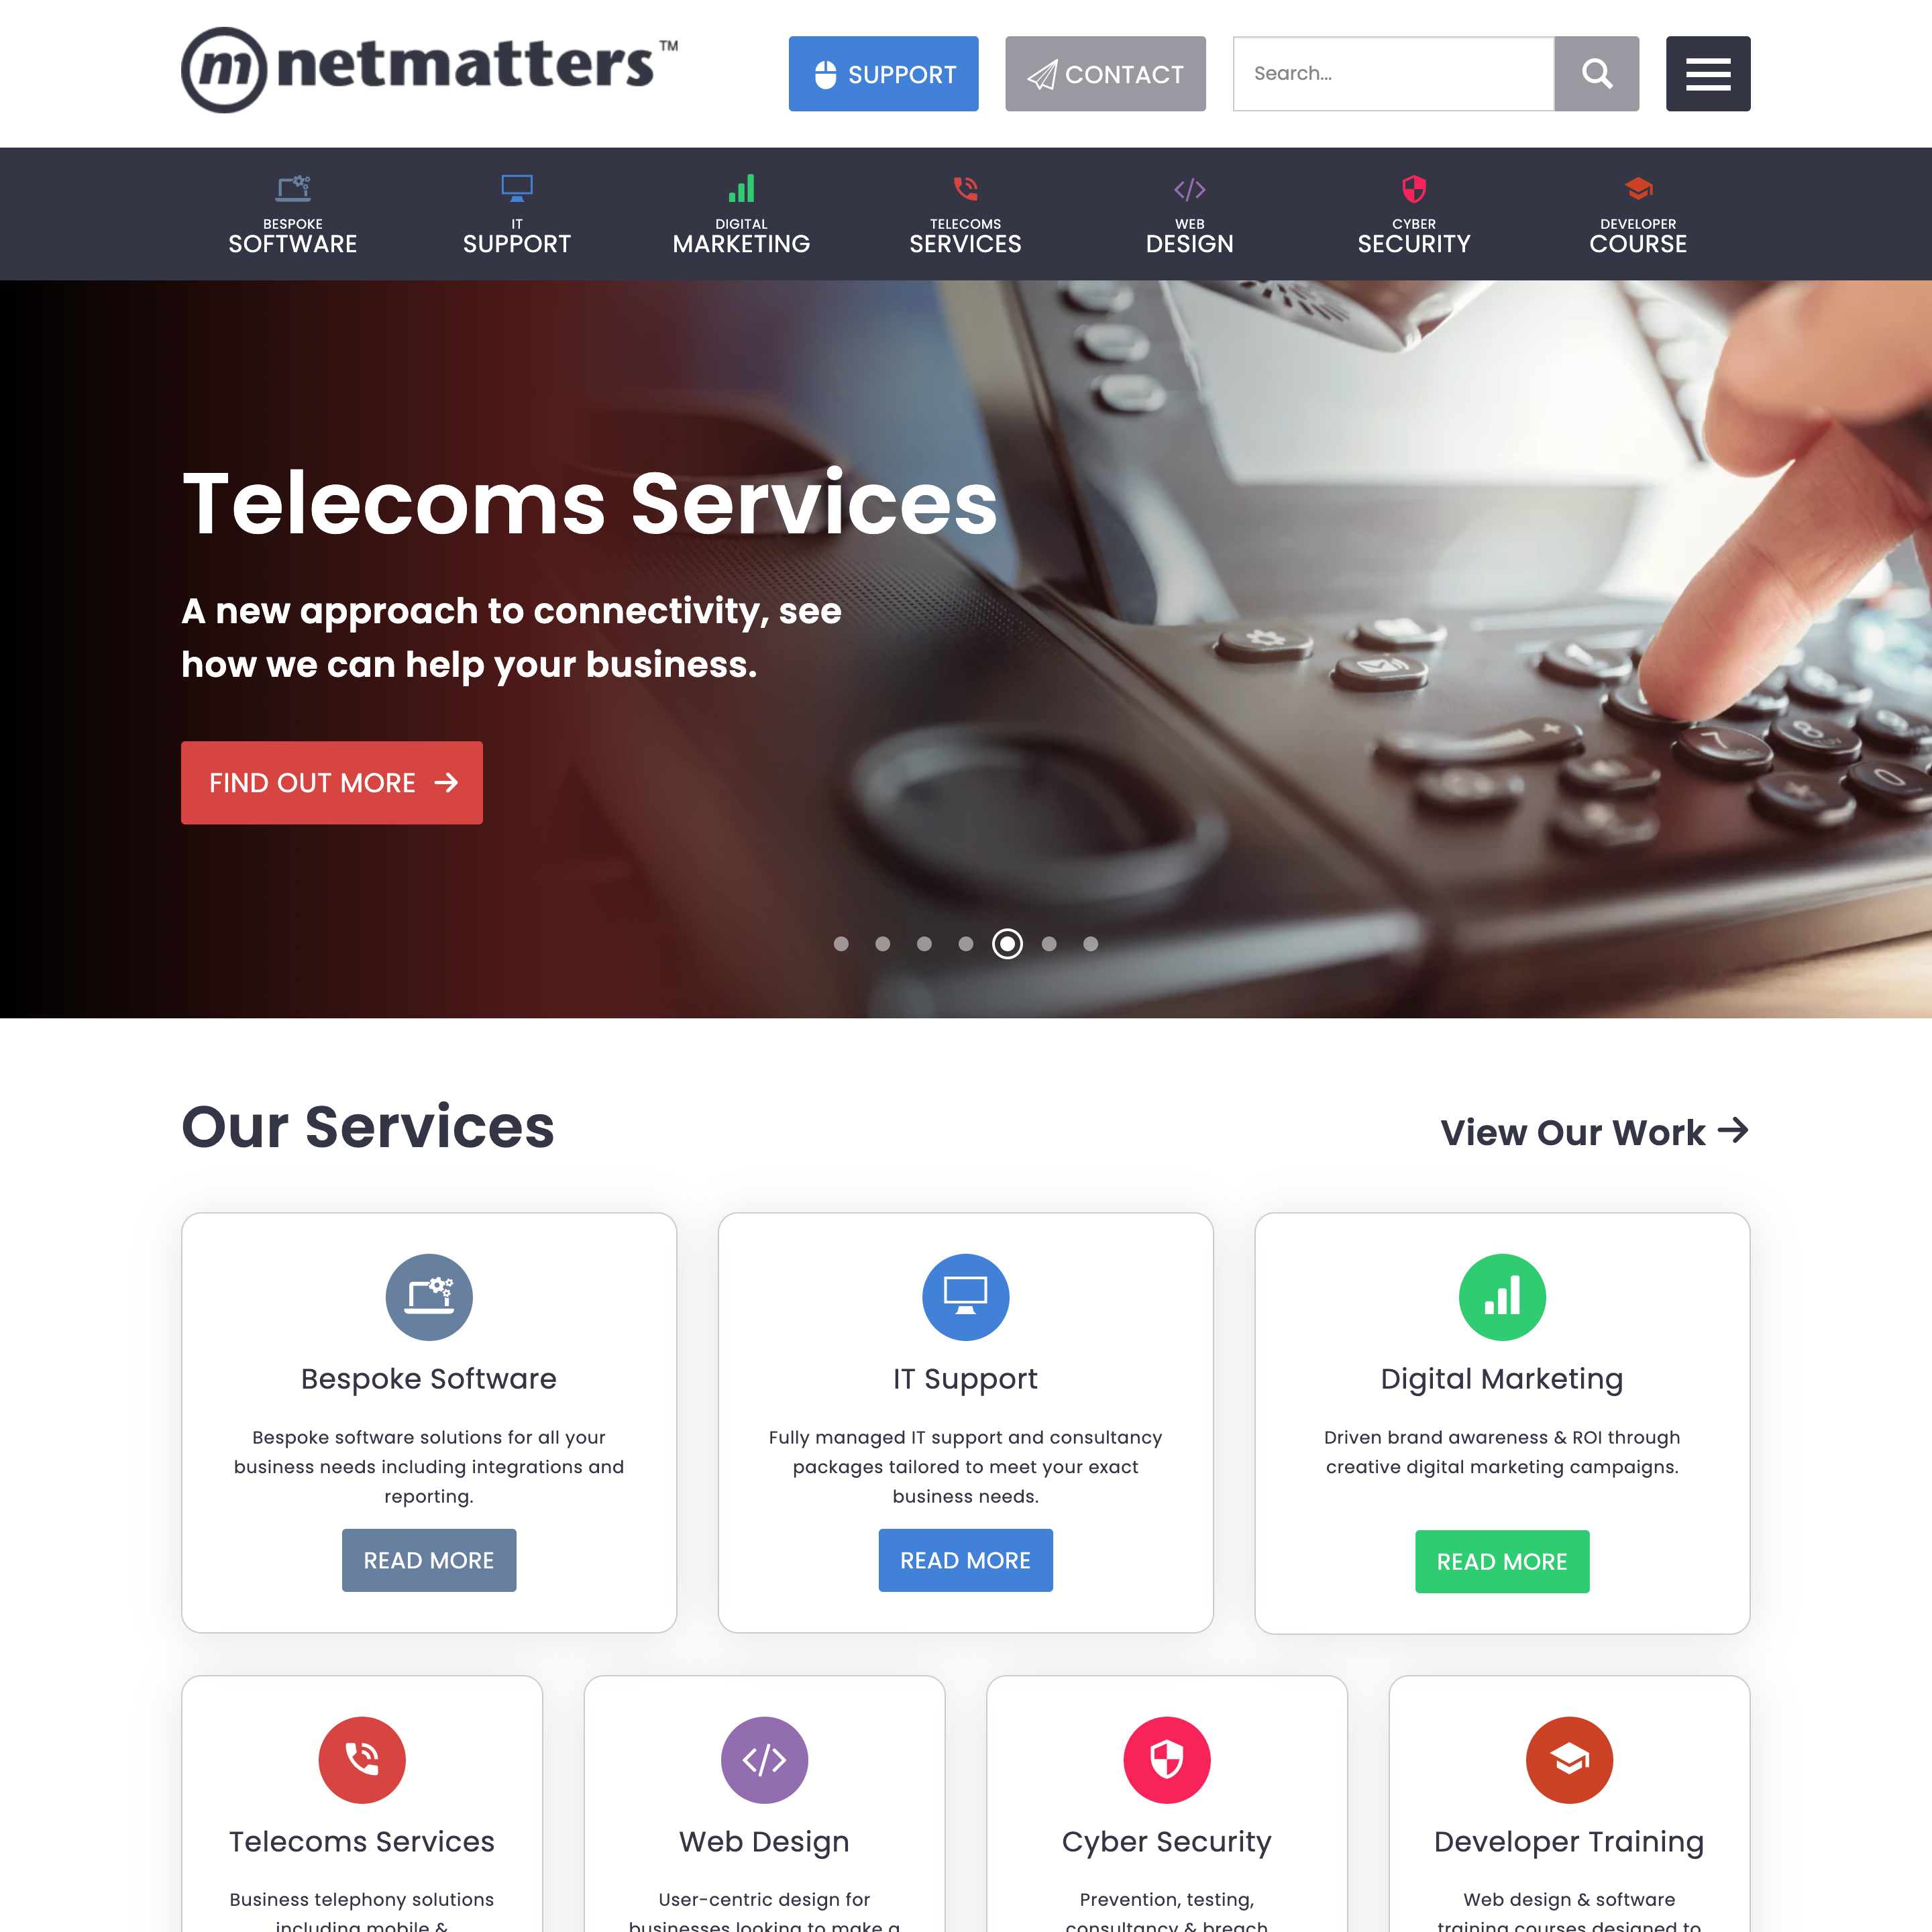 m netmatters™
SUPPORT
CONTACT
Search...
BESPOKE
SOFTWARE
IT
SUPPORT
DIGITAL
MARKETING
TELECOMS
SERVICES
WEB
DESIGN
CYBER
SECURITY
DEVELOPER
COURSE
Telecoms Services
A new approach to connectivity, see
how we can help your business.
FIND OUT MORE →
7
8
0
Our Services
View Our Work →
Bespoke Software
Bespoke software solutions for all your
business needs including integrations and
reporting.
READ MORE
IT Support
Fully managed IT support and consultancy
packages tailored to meet your exact
business needs.
READ MORE
Digital Marketing
Driven brand awareness & ROI through
creative digital marketing campaigns.
READ MORE
Telecoms Services
Business telephony solutions
including mobile &
Web Design
User-centric design for
businesses looking to make a
Cyber Security
Prevention, testing,
consultancy & breach
Developer Training
Web design & software
training courses designed to